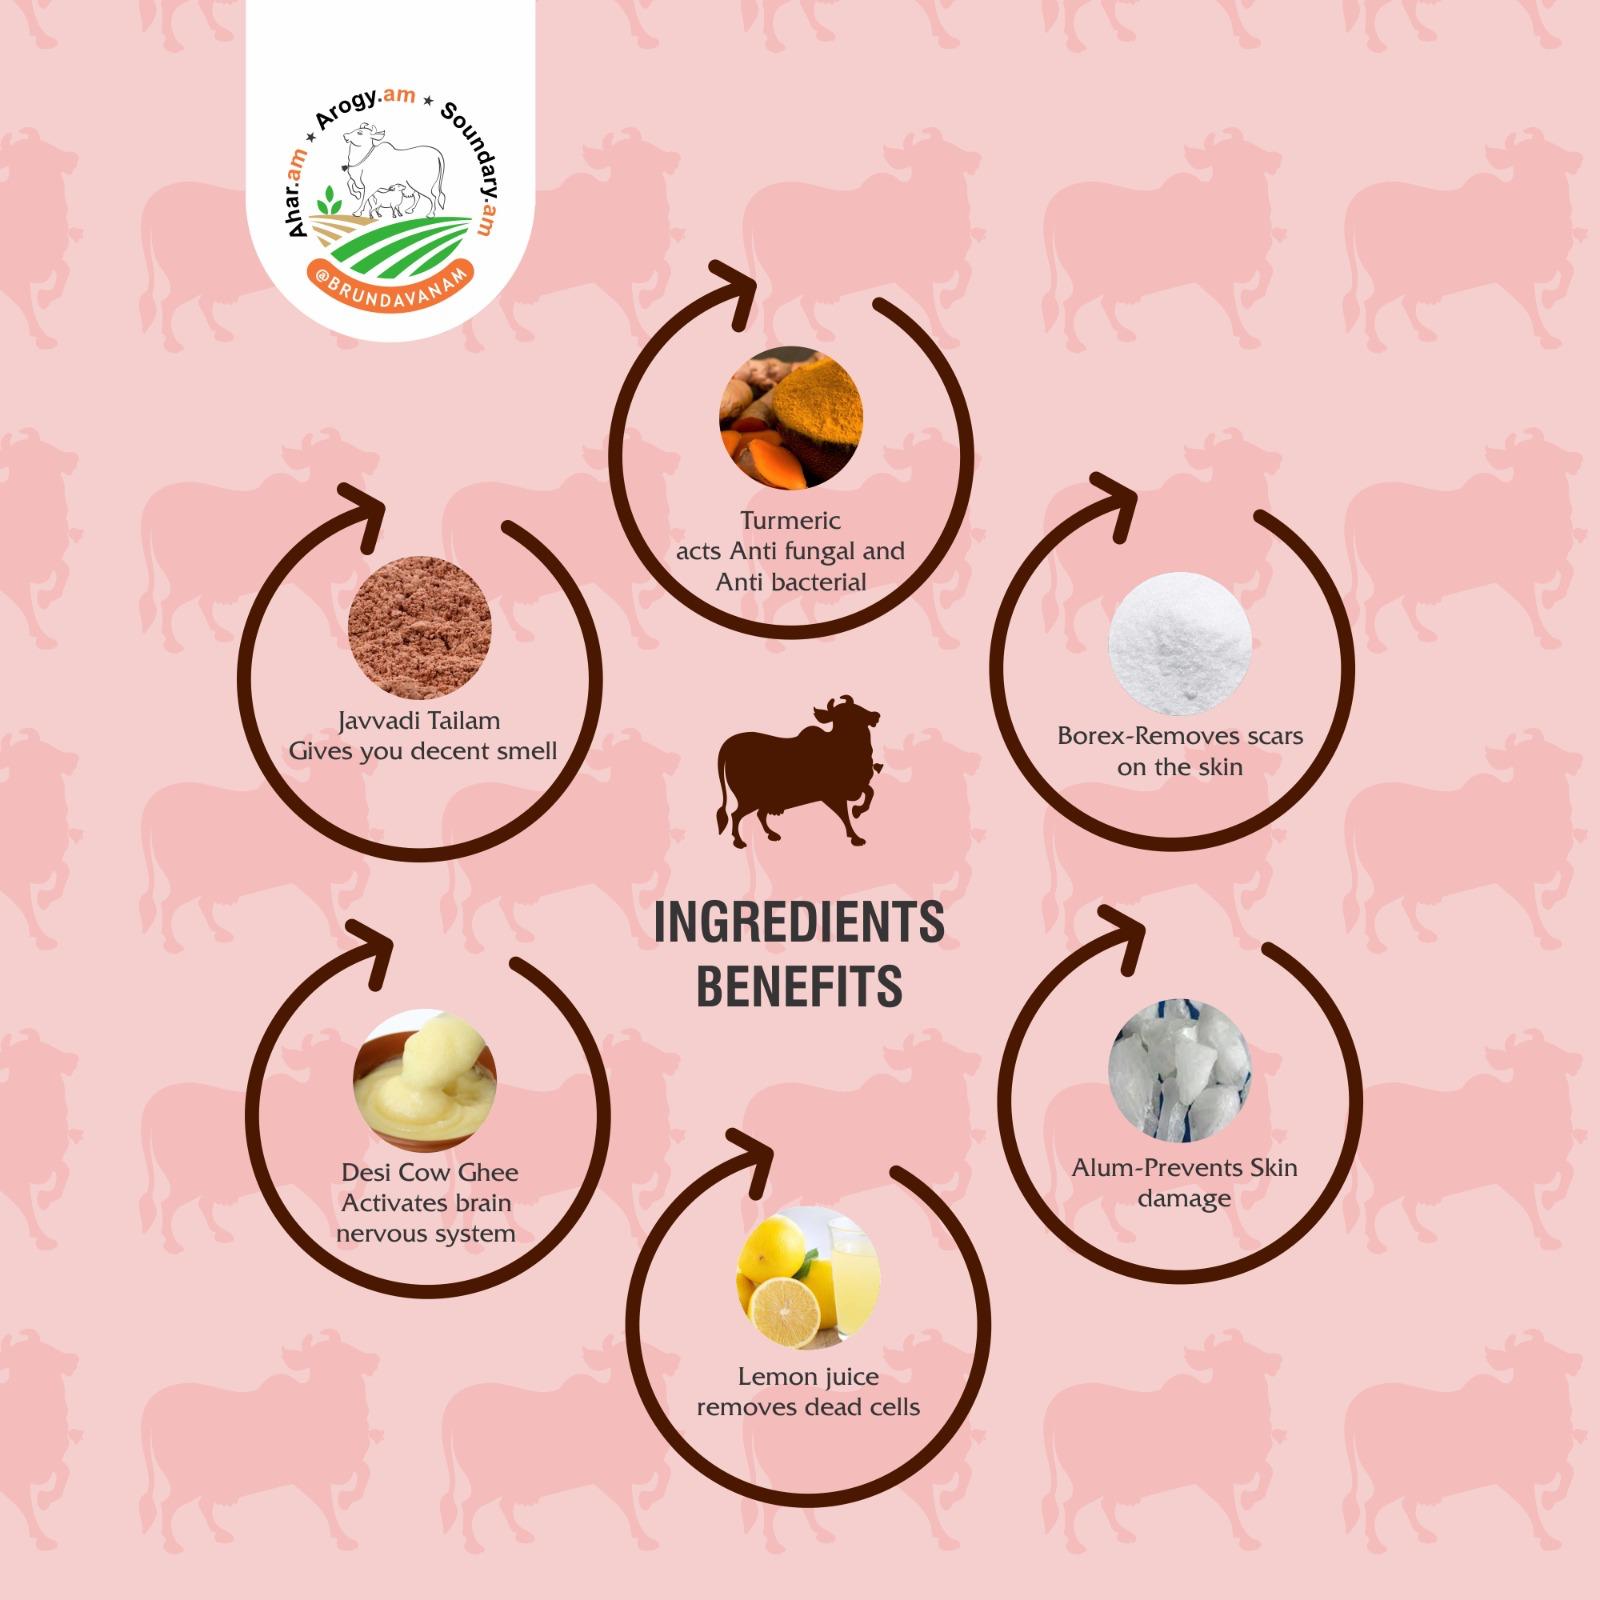 Ahar.am ★ Arogy.am ★ Soundary.am
@BRUNDAVANAM
Turmeric
acts Anti fungal and
Anti bacterial
Javvadi Tailam
Gives you decent smell
Borex-Removes scars
on the skin
INGREDIENTS
BENEFITS
Desi Cow Ghee
Activates brain
nervous system
Alum-Prevents Skin
damage
Lemon juice
removes dead cells